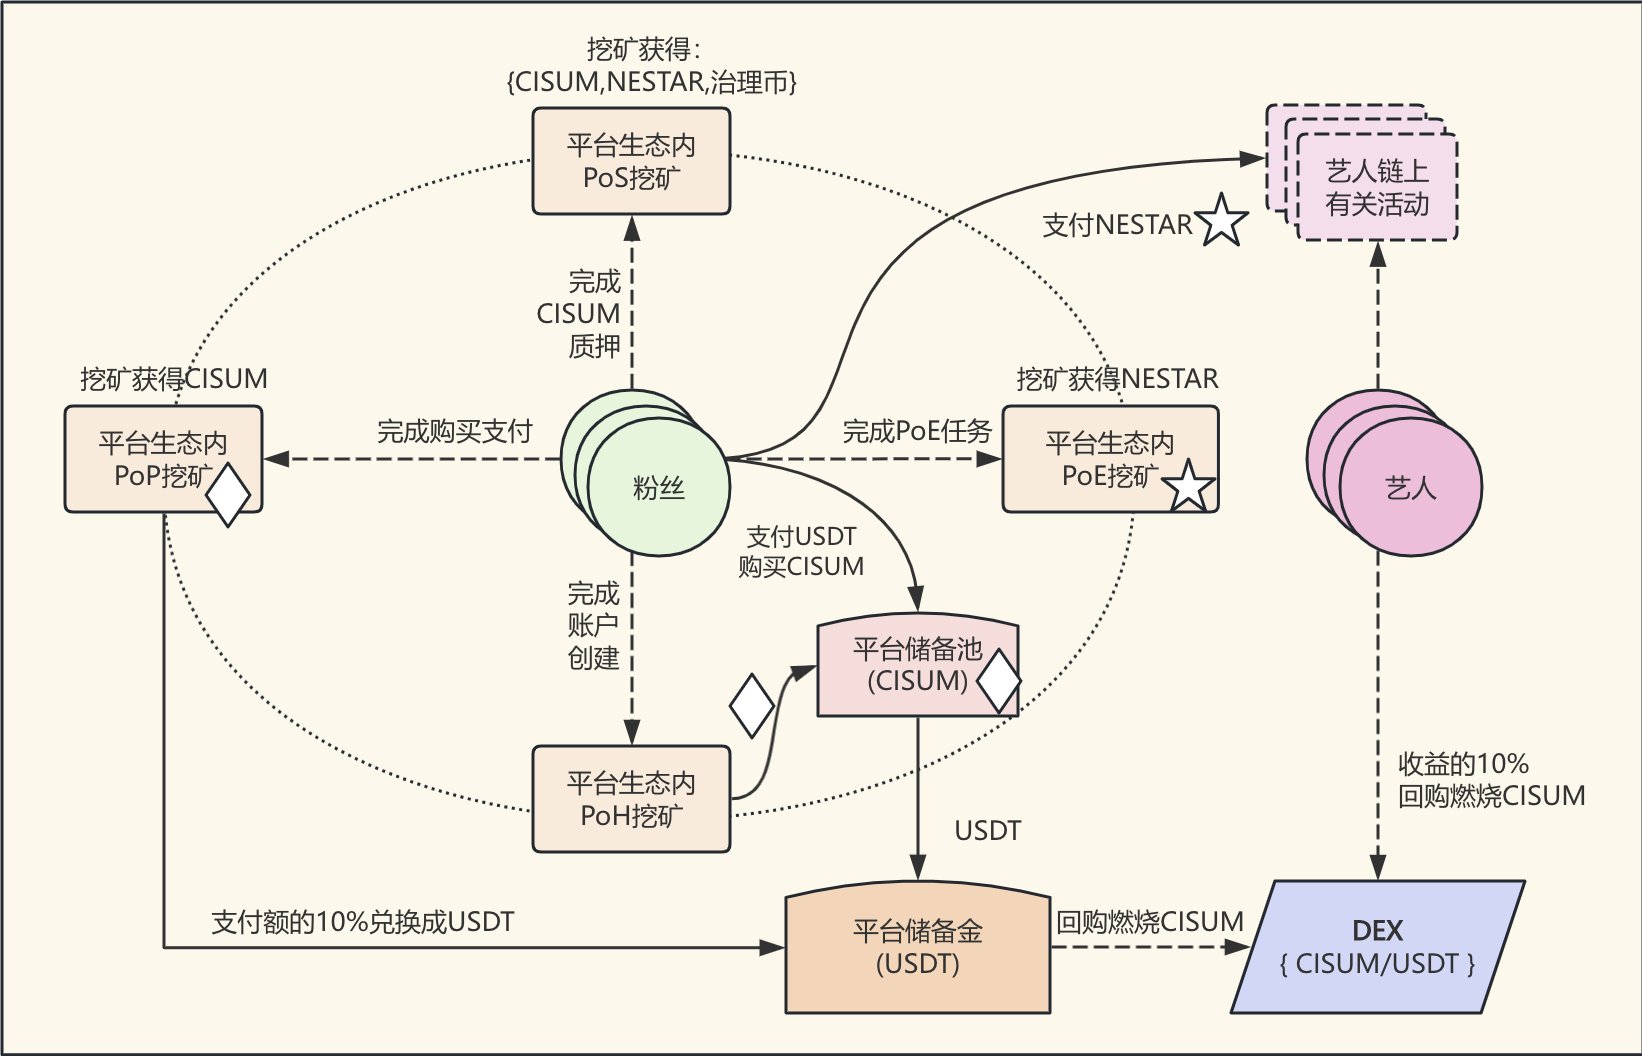 挖矿获得：
{CISUM,NESTAR,治理币}
平台生态内
PoS挖矿
艺人链上
有关活动
支付NESTAR
完成
CISUM
质押
挖矿获得CISUM
挖矿获得NESTAR
平台生态内
PoP挖矿
完成购买支付
粉丝
完成PoE任务
平台生态内
PoE挖矿
艺人
支付USDT
购买CISUM
完成
账户
创建
平台储备池
(CISUM)
平台生态内
PoH挖矿
收益的10%
回购燃烧CISUM
USDT
支付额的10%兑换成USDT
平台储备金
(USDT)
回购燃烧CISUM
DEX
{ CISUM/USDT }